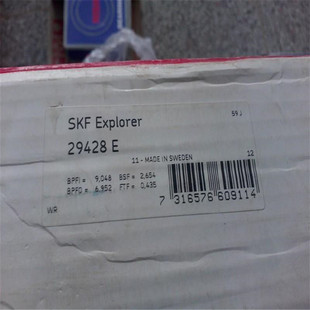 SKF Explorer
59 J
29428 E
11 - MADE IN SWEDEN
12
BPFI = 9,048 BSF = 2,654
BPFO = 6,952 FTF = 0,435
WR
7 316576 609114